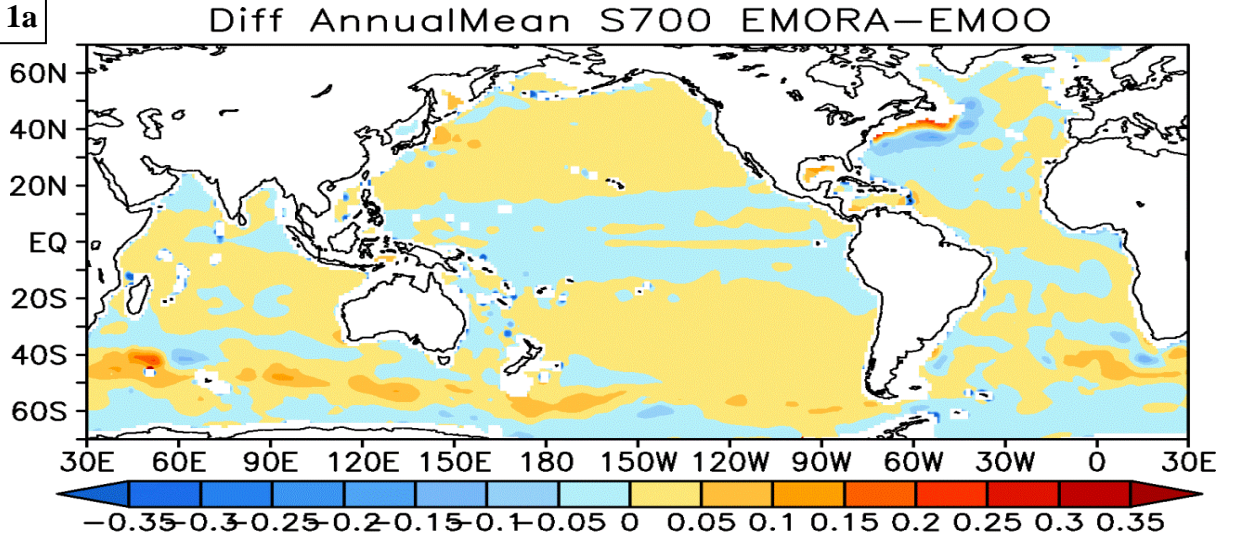 1a
Diff AnnualMean S700 EMORA−EMOO
60N
40N
20N
EQ
20S
40S
60S
30E 60E 90E 120E 150E 180 150W 120W 90W 60W 30W 0 30E
−0.35 −0.3 −0.25 −0.2 −0.15 −0.1 −0.05 0 0.05 0.1 0.15 0.2 0.25 0.3 0.35